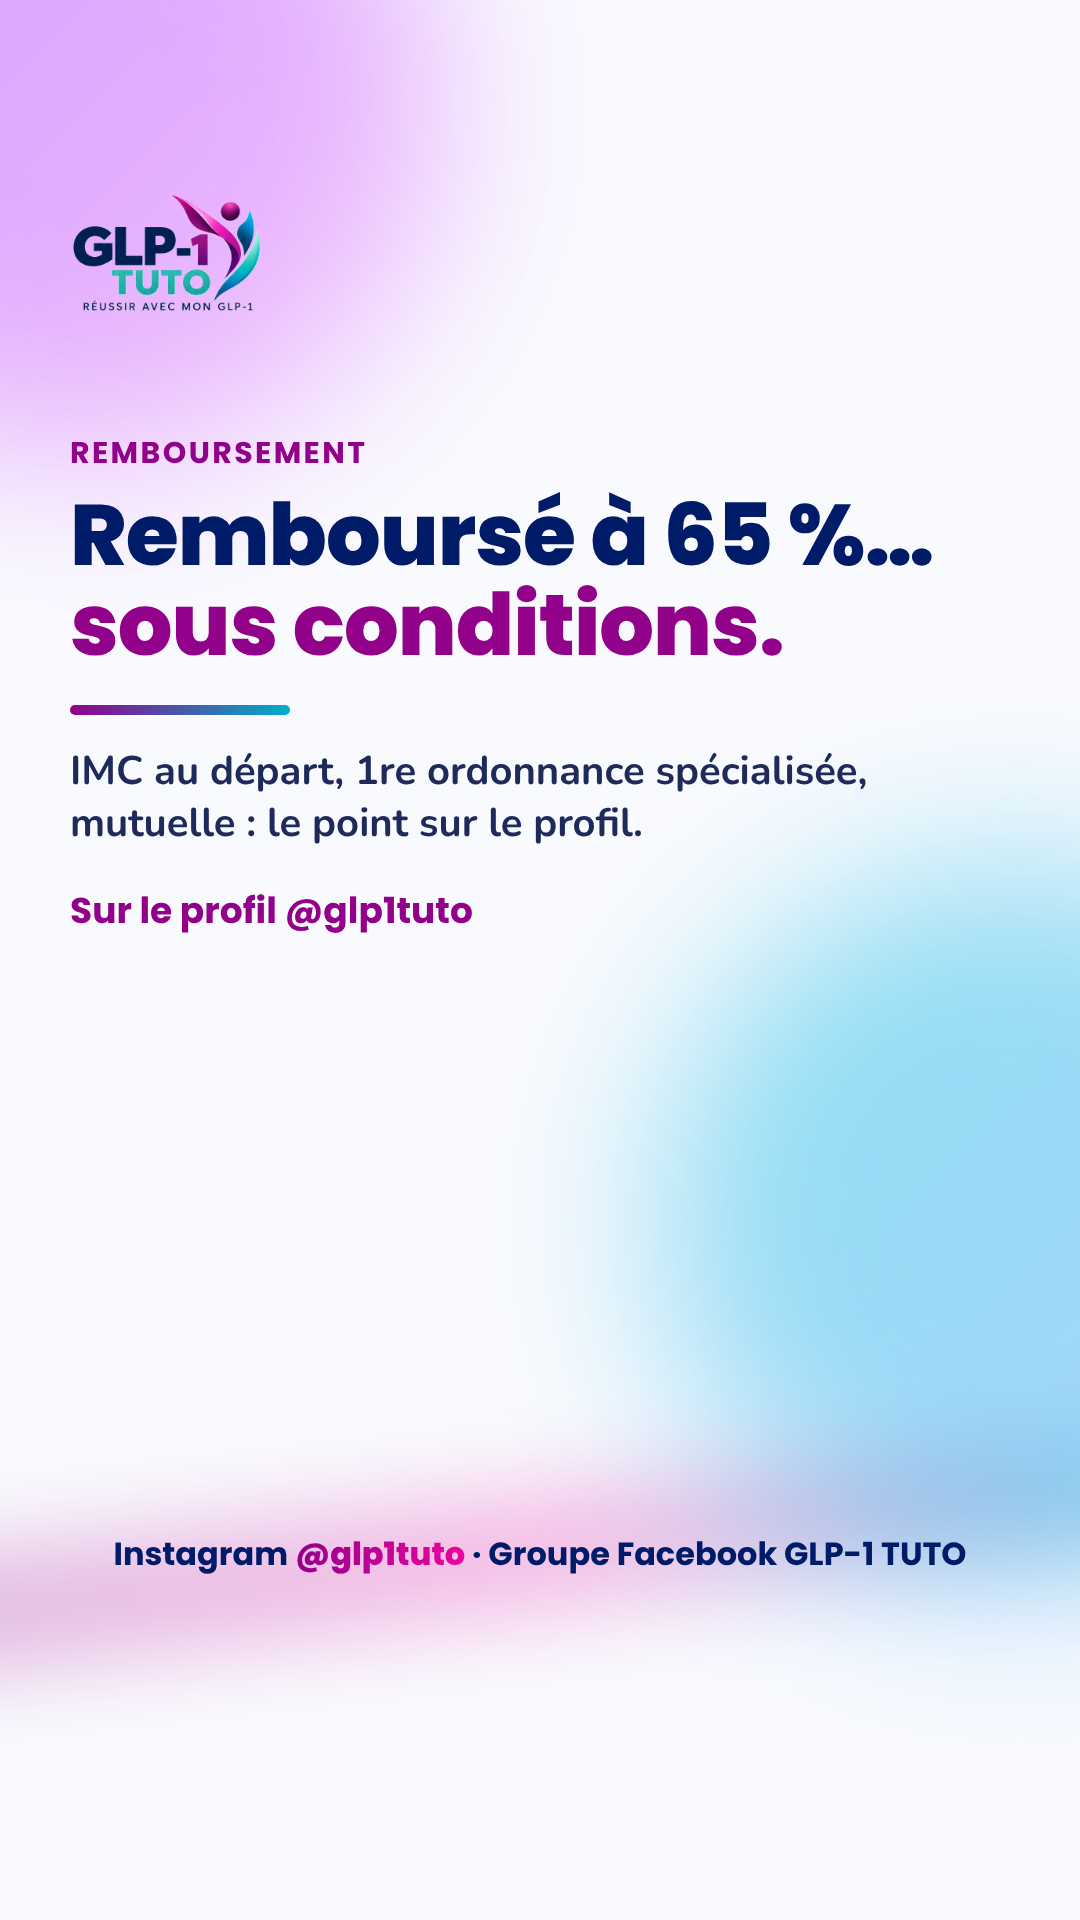 GLP-1
TUTO
RÉUSSIR AVEC MON GLP-1
REMBOURSEMENT
Remboursé à 65 %...
sous conditions.
IMC au départ, 1re ordonnance spécialisée,
mutuelle : le point sur le profil.
Sur le profil @glp1tuto
Instagram @glp1tuto · Groupe Facebook GLP-1 TUTO